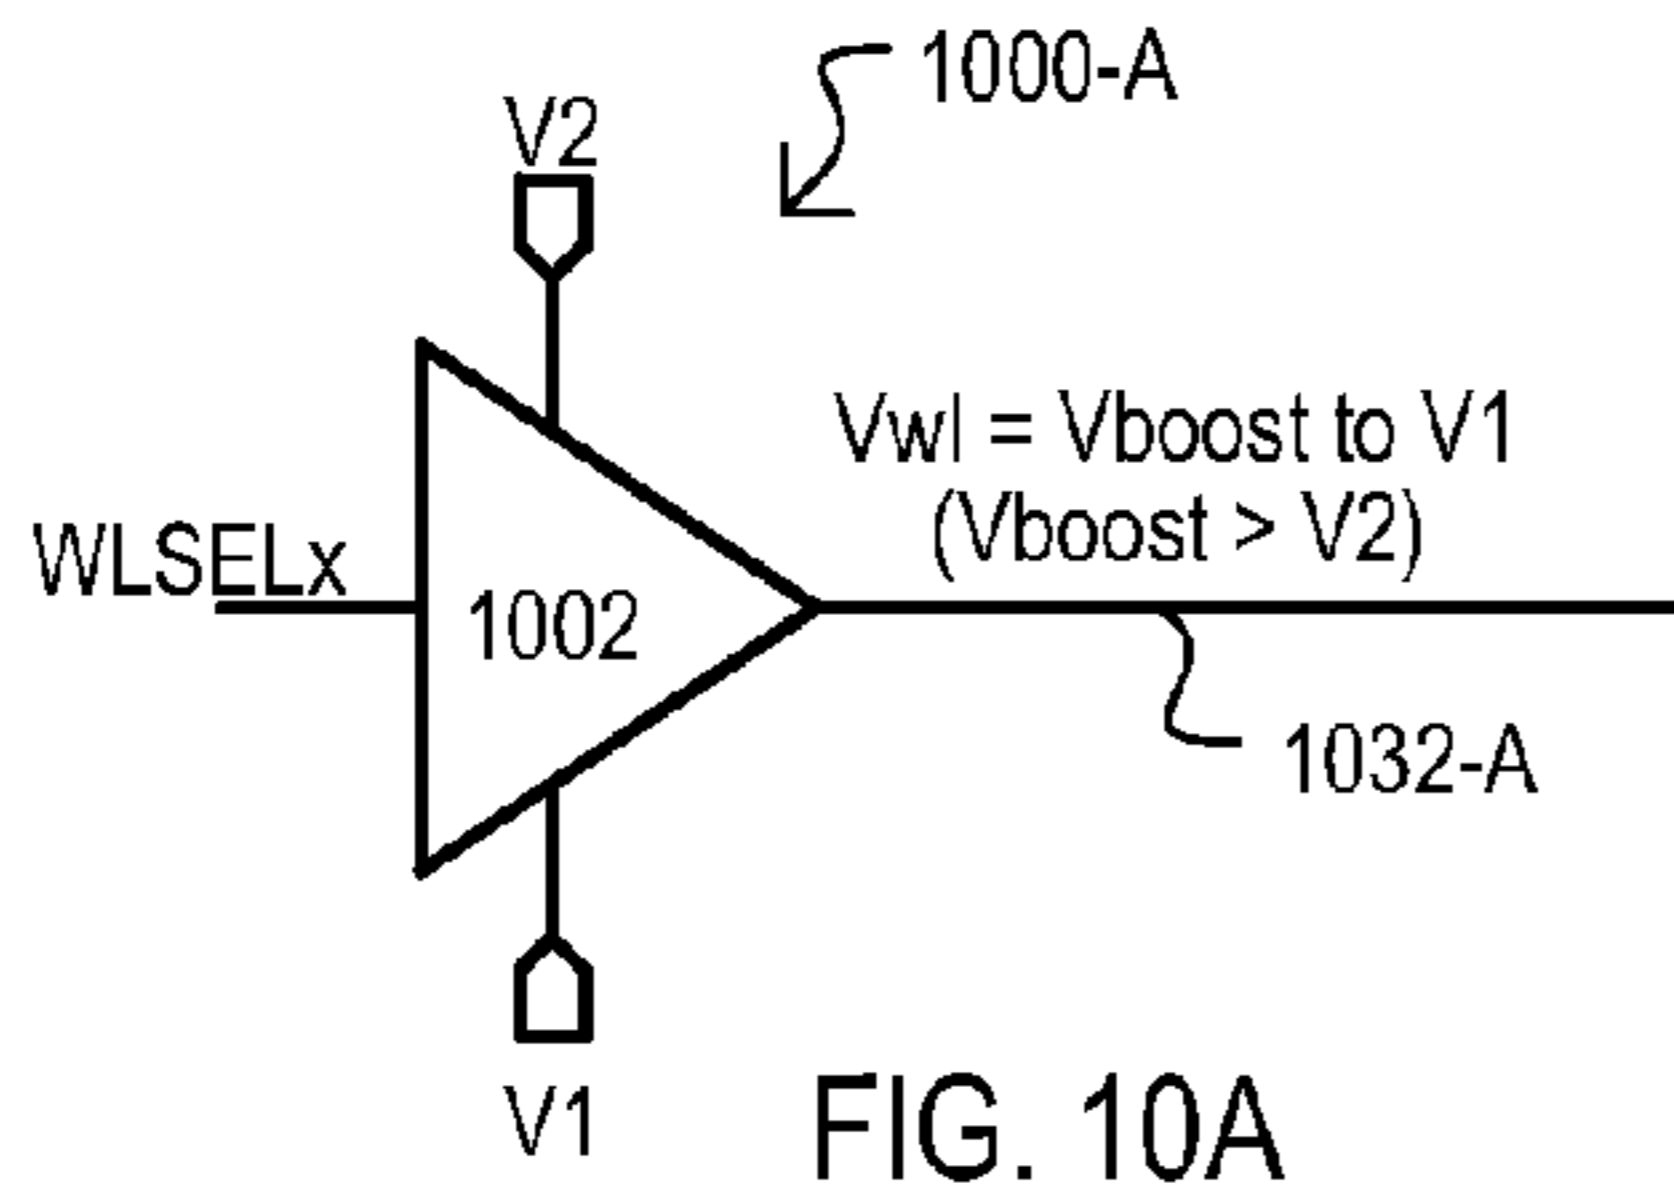 1000-A
V2
Vwl = Vboost to V1
(Vboost > V2)
WLSELx
1002
1032-A
V1
FIG. 10A